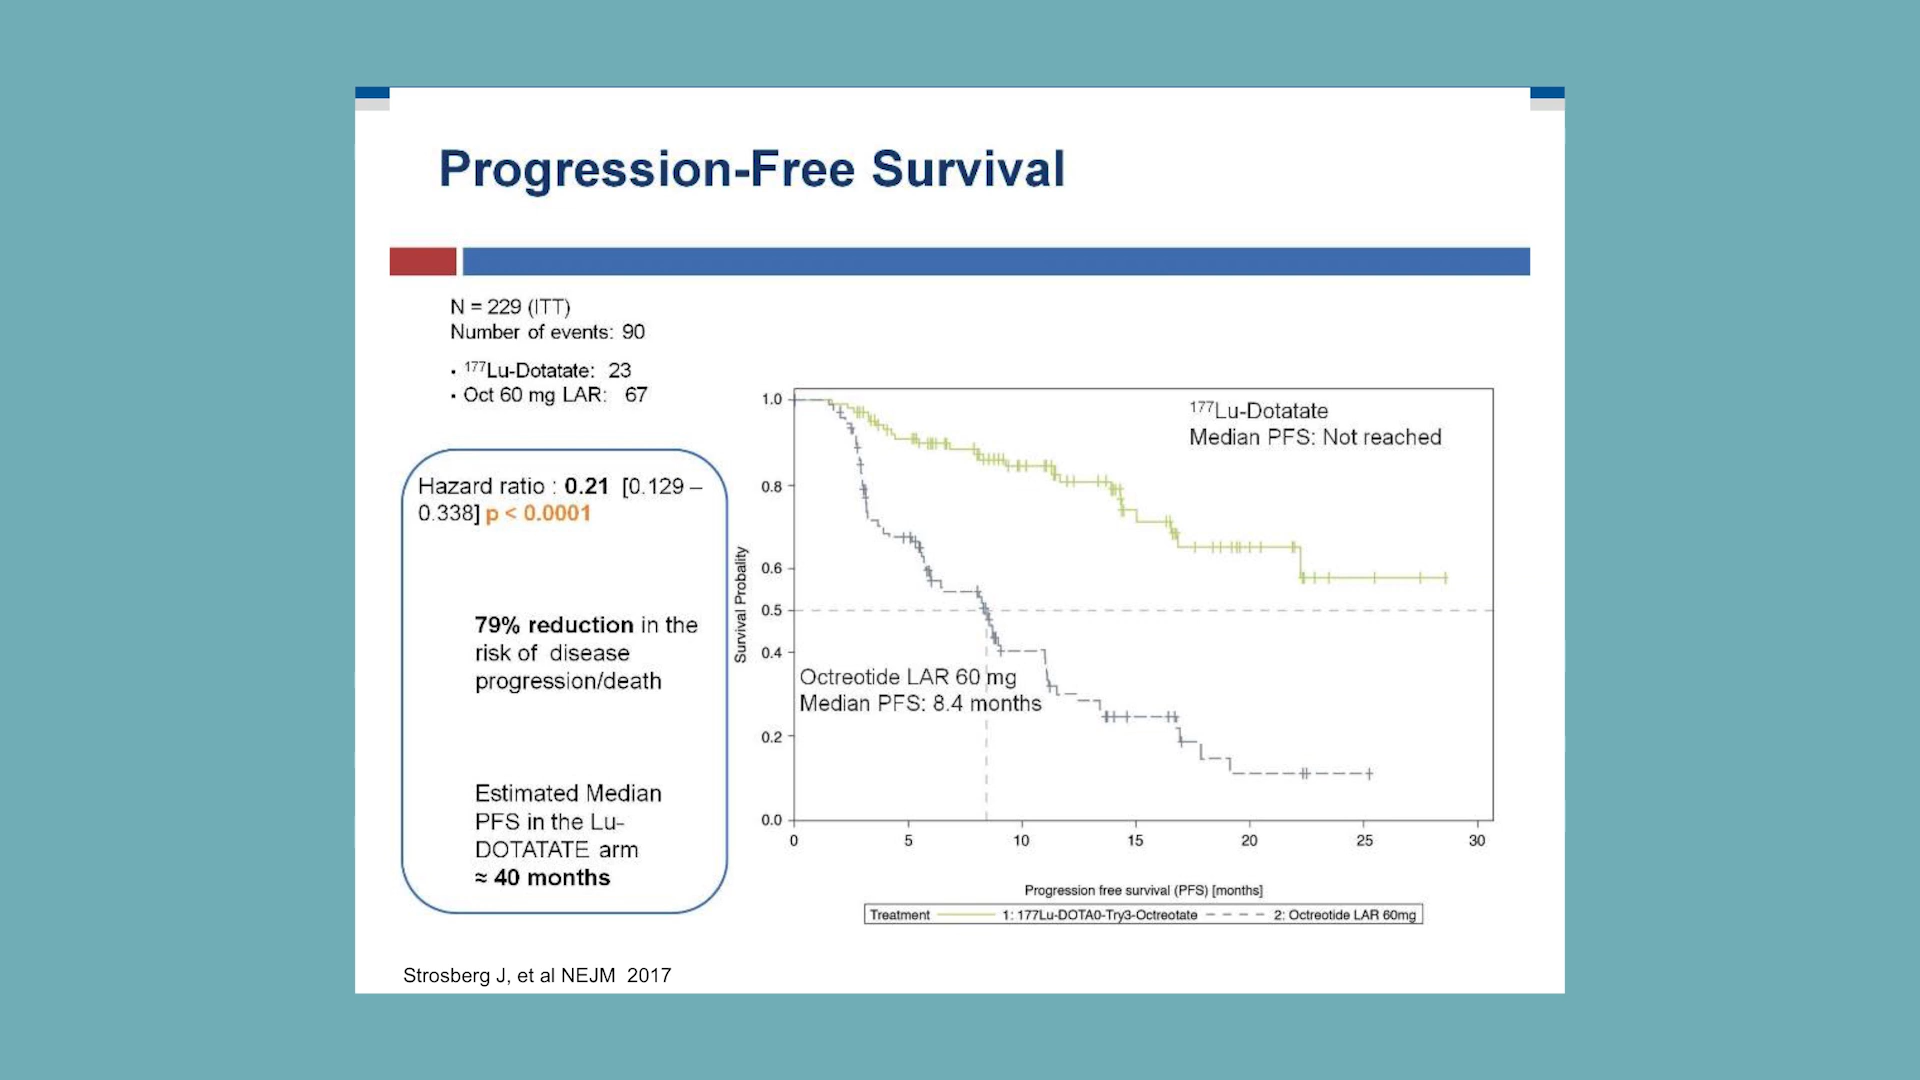 Progression-Free Survival
N = 229 (ITT)
Number of events: 90
• ¹⁷⁷Lu-Dotatate: 23
• Oct 60 mg LAR: 67
Hazard ratio : 0.21 [0.129 –
0.338] p < 0.0001
79% reduction in the
risk of disease
progression/death
Estimated Median
PFS in the Lu-
DOTATATE arm
≈ 40 months
Survival Probality
1.0
0.8
0.6
0.5
0.4
0.2
0.0
¹⁷⁷Lu-Dotatate
Median PFS: Not reached
Octreotide LAR 60 mg
Median PFS: 8.4 months
0 5 10 15 20 25 30
Progression free survival (PFS) [months]
Treatment 1: 177Lu-DOTA0-Try3-Octreotate 2: Octreotide LAR 60mg
Strosberg J, et al NEJM 2017